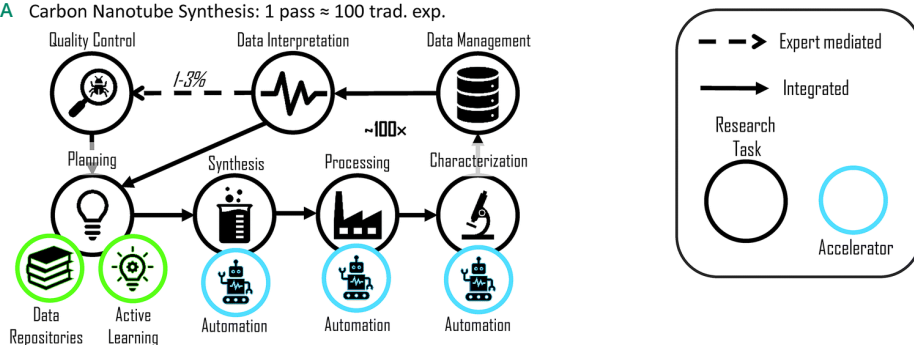 A Carbon Nanotube Synthesis: 1 pass ≈ 100 trad. exp.
Quality Control
Data Interpretation
Data Management
1-3%
~100×
Planning
Synthesis
Processing
Characterization
Data
Repositories
Active
Learning
Automation
Automation
Automation
Expert mediated
Integrated
Research
Task
Accelerator